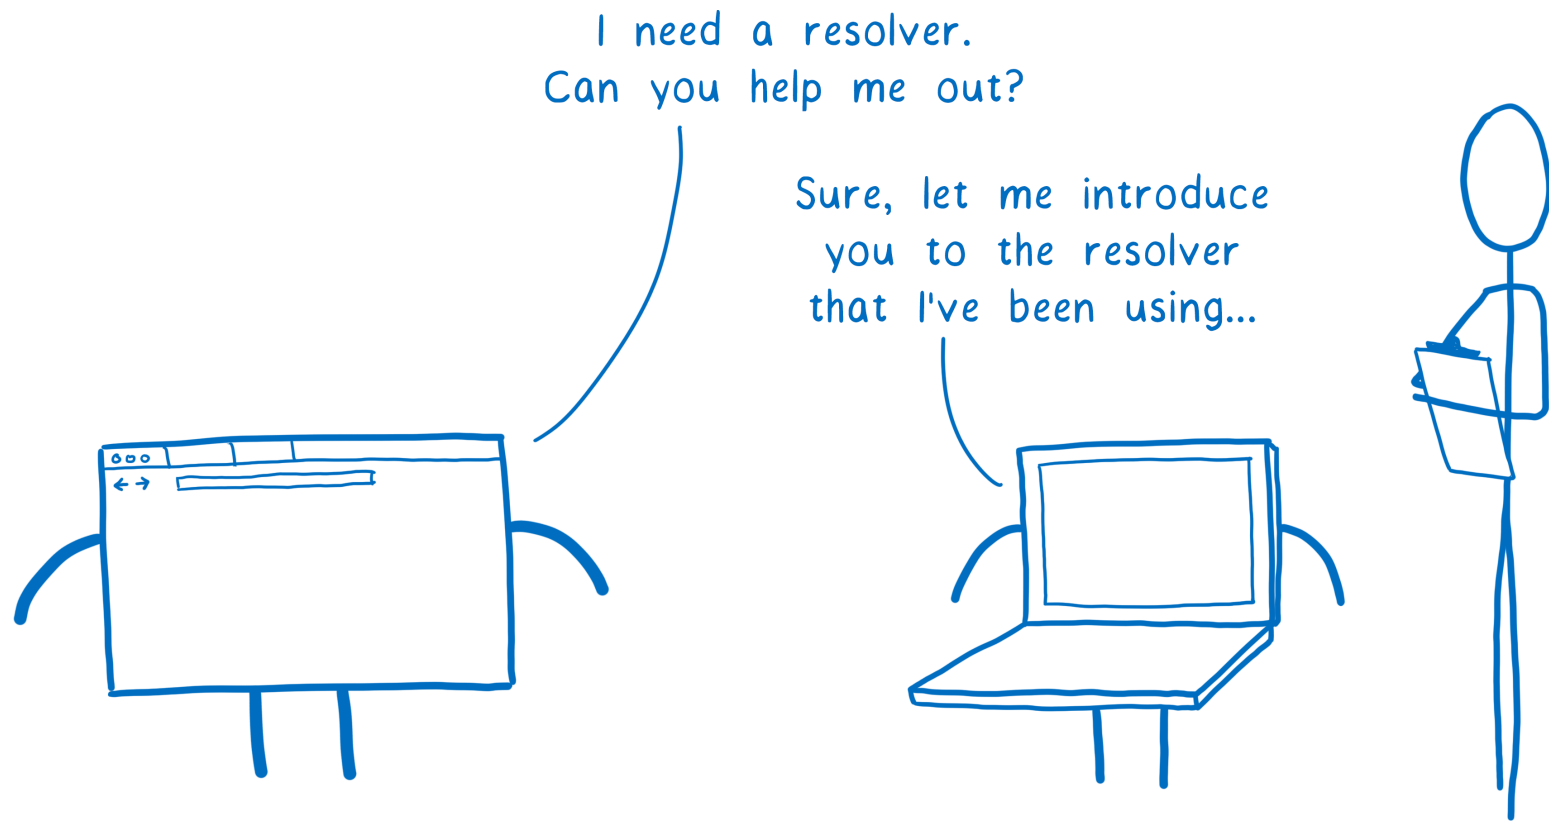 I need a resolver.
Can you help me out?
Sure, let me introduce
you to the resolver
that I've been using...